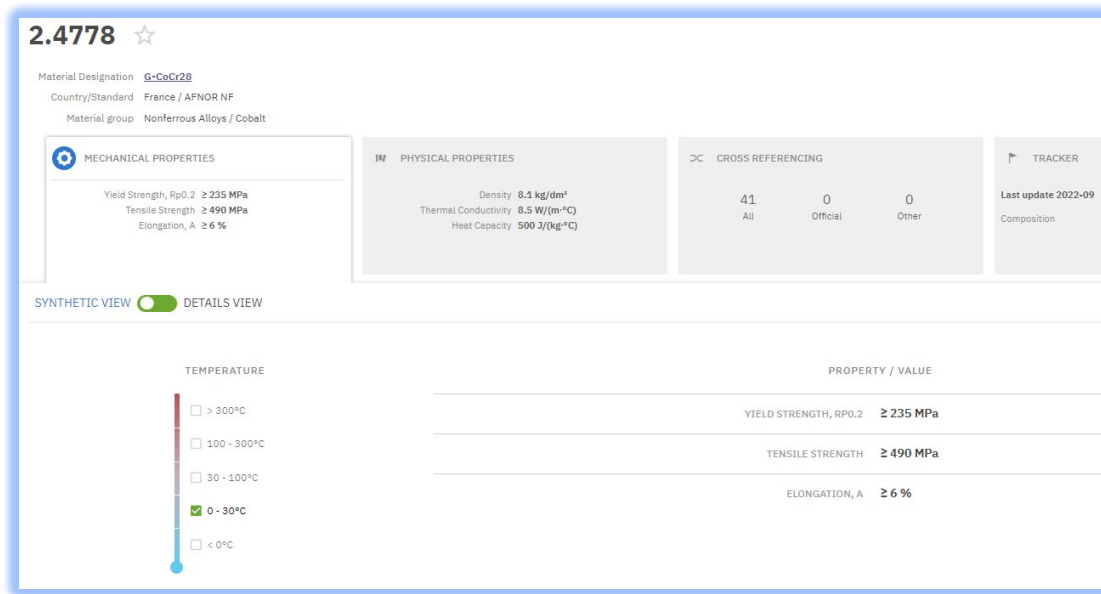 2.4778
Material Designation G-CoCr28
Country/Standard France / AFNOR NF
Material group Nonferrous Alloys / Cobalt
MECHANICAL PROPERTIES
Yield Strength, Rp0.2 ≥ 235 MPa
Tensile Strength ≥ 490 MPa
Elongation, A ≥ 6 %
PHYSICAL PROPERTIES
Density 8.1 kg/dm³
Thermal Conductivity 8.5 W/(m·°C)
Heat Capacity 500 J/(kg·°C)
CROSS REFERENCING
41 0 0
All Official Other
TRACKER
Last update 2022-09
Composition
SYNTHETIC VIEW DETAILS VIEW
TEMPERATURE
> 300°C
100 - 300°C
30 - 100°C
0 - 30°C
< 0°C
PROPERTY / VALUE
YIELD STRENGTH, RP0.2 ≥ 235 MPa
TENSILE STRENGTH ≥ 490 MPa
ELONGATION, A ≥ 6 %